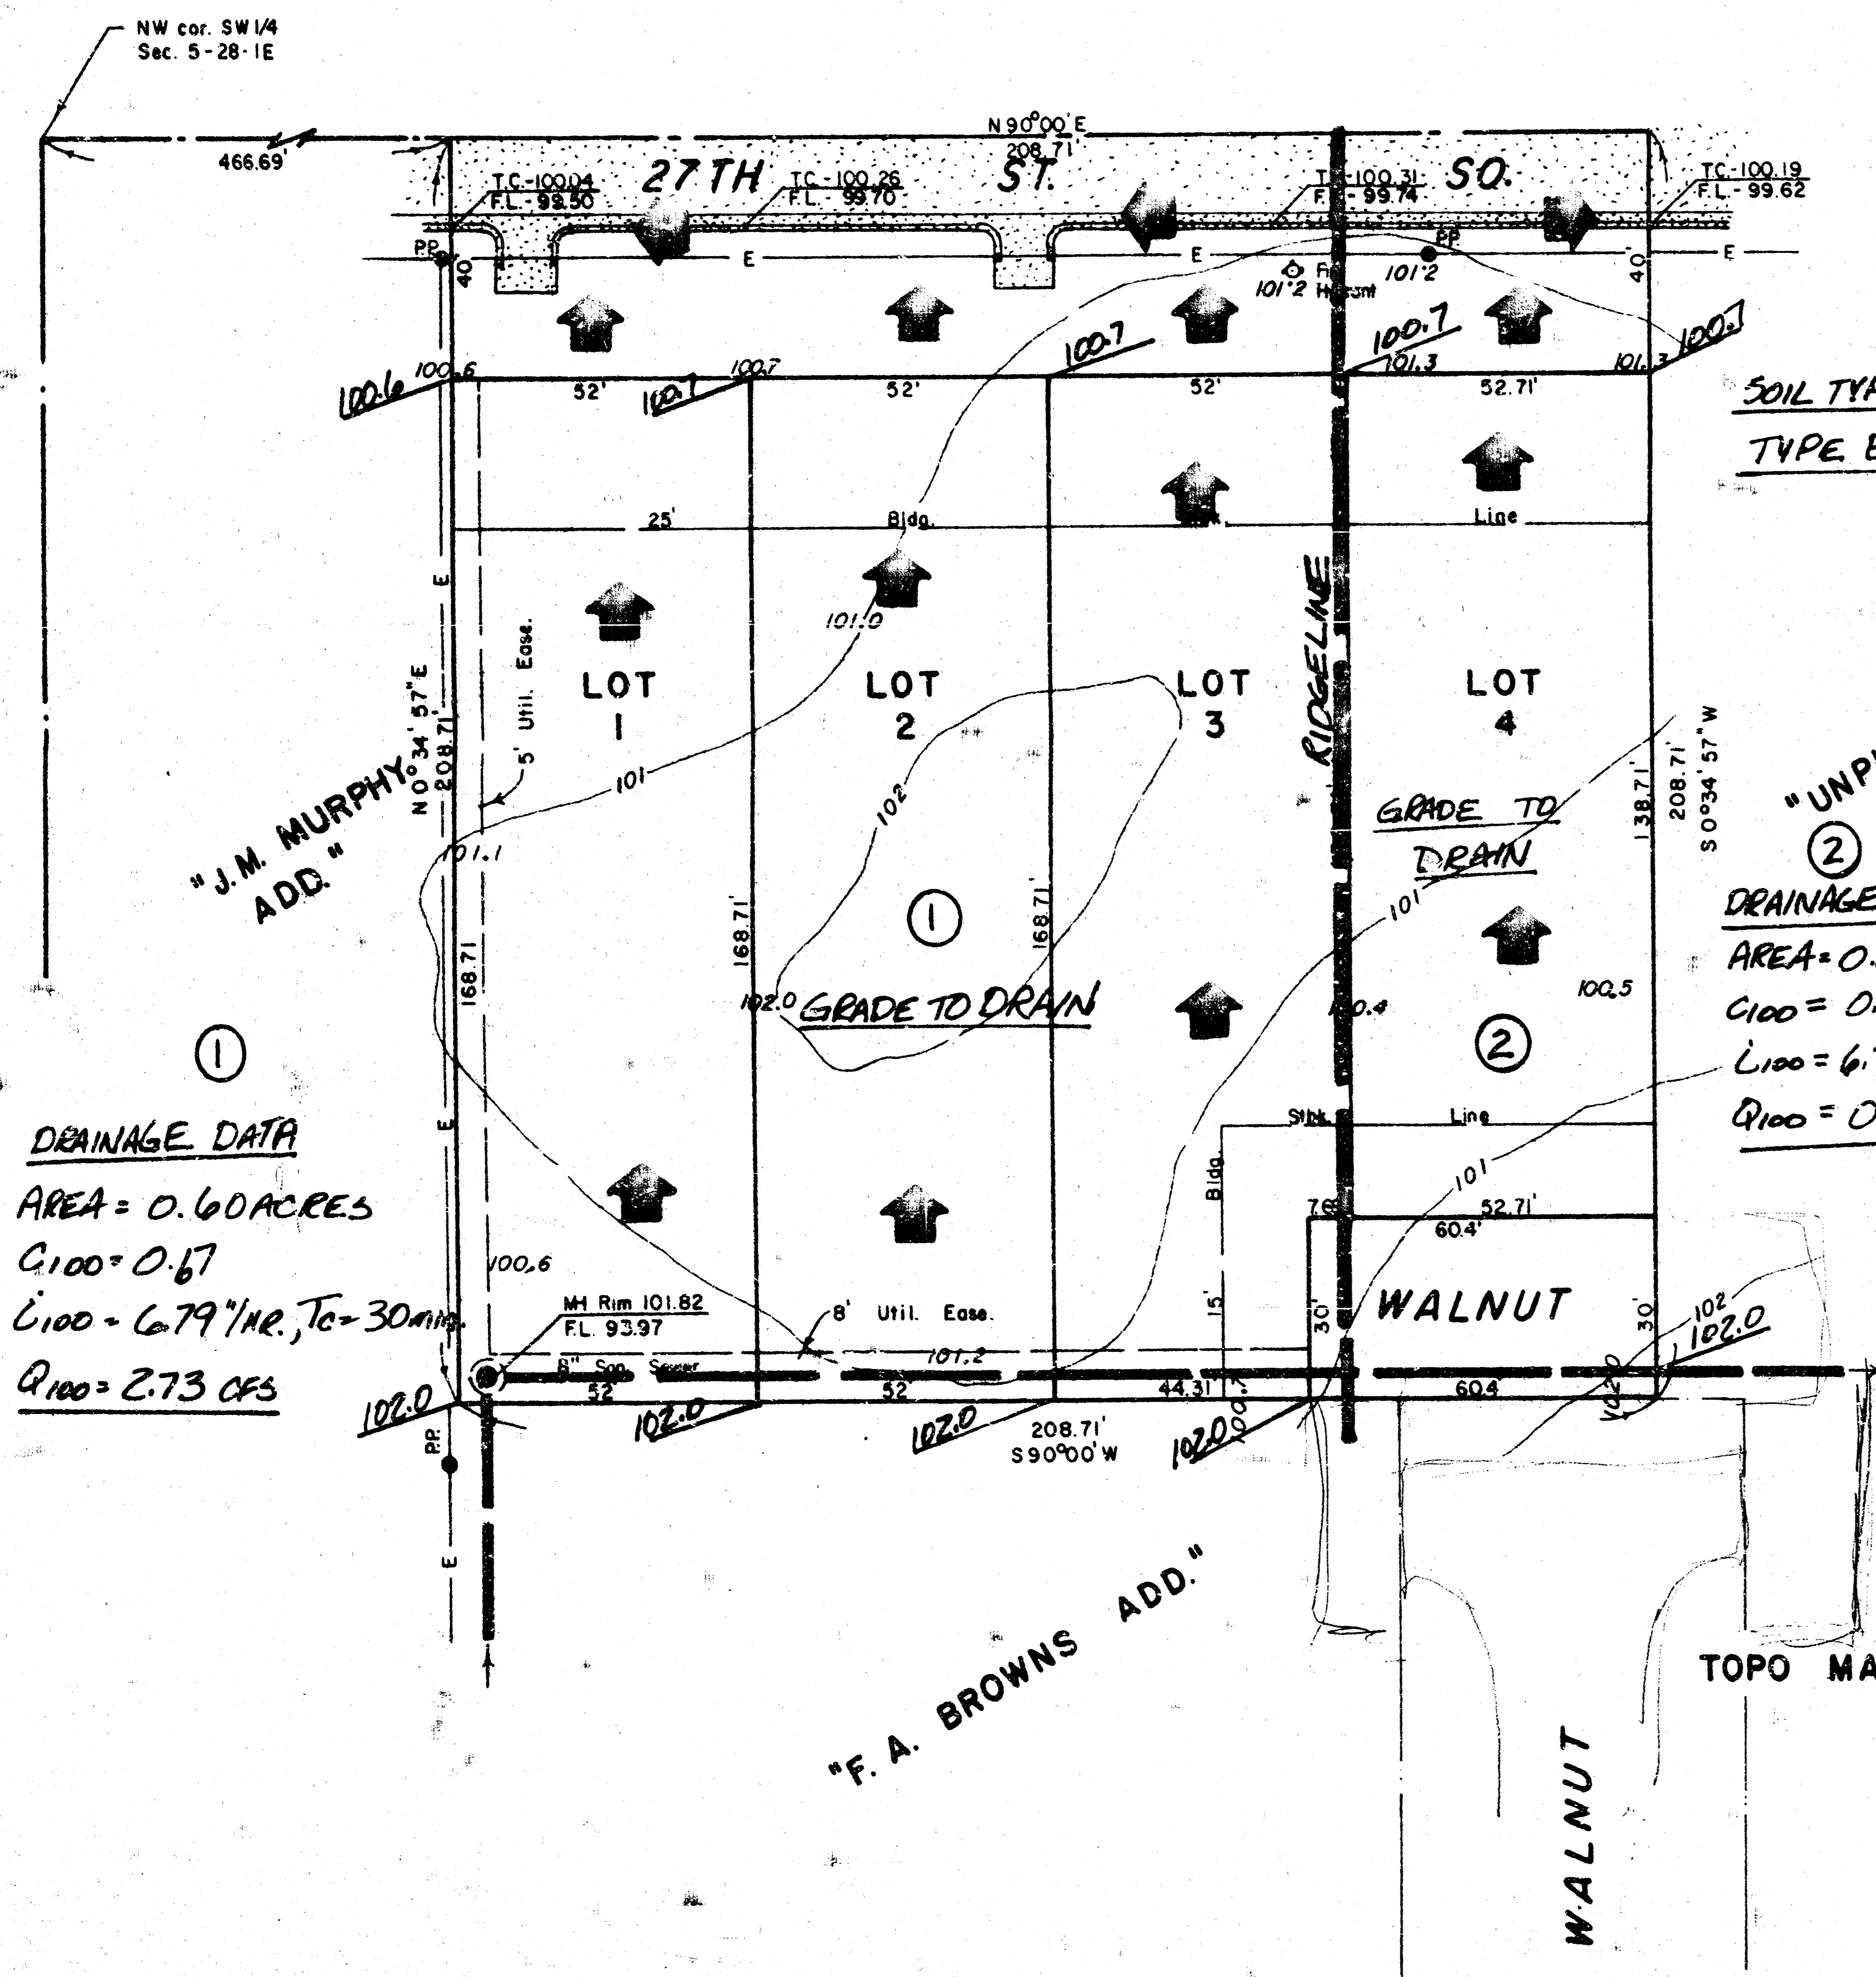 NW cor. SW 1/4
Sec. 5-28-1E
N 90°00' E
208.71'
466.69'
27TH ST. SO.
T.C.-100.04
F.L.-99.50
T.C.-100.26
F.L.-99.70
T.C.-100.31
F.L.-99.74
T.C.-100.19
F.L.-99.62
P.P.
E
E
P.P.
E
40'
40'
101.2
101.2
100.6
100.6
100.7
100.7
100.7
100.7
101.3
101.3
100.7
52'
52'
52'
52.71'
SOIL
TYPE
25'
Bldg.
Line
E
101.0
5' Util. Ease.
RIDGELINE
LOT
1
LOT
2
LOT
3
LOT
4
N 0°34' 57" E
208.71'
101
102
"J. M. MURPHY
ADD."
101.1
GRADE TO
DRAIN
101
138.71'
208.71'
S 0°34' 57" W
②
168.71
168.71'
168.71'
①
102.0
GRADE TO DRAIN
100.5
②
DRAINAGE
AREA = 0.
C100 = 0.
i100 = 6.
Q100 = 0
①
DRAINAGE DATA
AREA = 0.60 ACRES
C100 = 0.67
i100 = 6.79"/HR., Tc = 30 min.
Q100 = 2.73 CFS
E
Stbk.
Line
Bldg.
101
52.71'
60.4'
100.6
MH Rim 101.82
F.L. 93.97
8' Util. Ease.
15'
30'
WALNUT
30'
102
102.0
8" San. Sewer
101.2
52'
52'
44.31'
60.4'
102.0
102.0
102.0
102.0
208.71'
S 90°00' W
P.P.
E
"F. A. BROWNS ADD."
TOPO
WALNUT